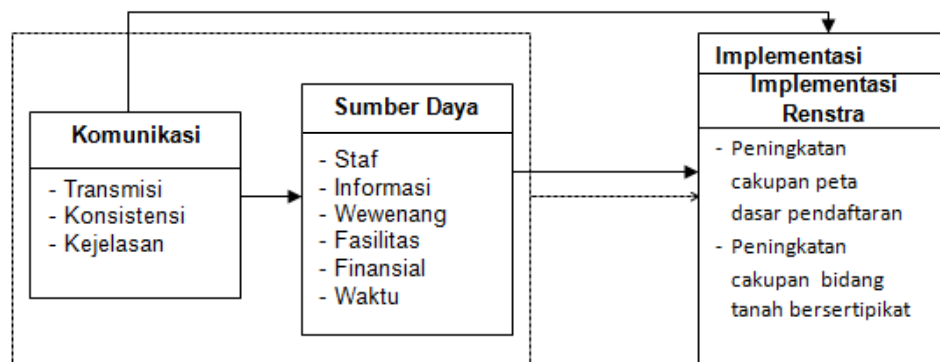 Komunikasi
- Transmisi
- Konsistensi
- Kejelasan
Sumber Daya
- Staf
- Informasi
- Wewenang
- Fasilitas
- Finansial
- Waktu
Implementasi
Implementasi
Renstra
- Peningkatan
cakupan peta
dasar pendaftaran
- Peningkatan
cakupan bidang
tanah bersertipikat